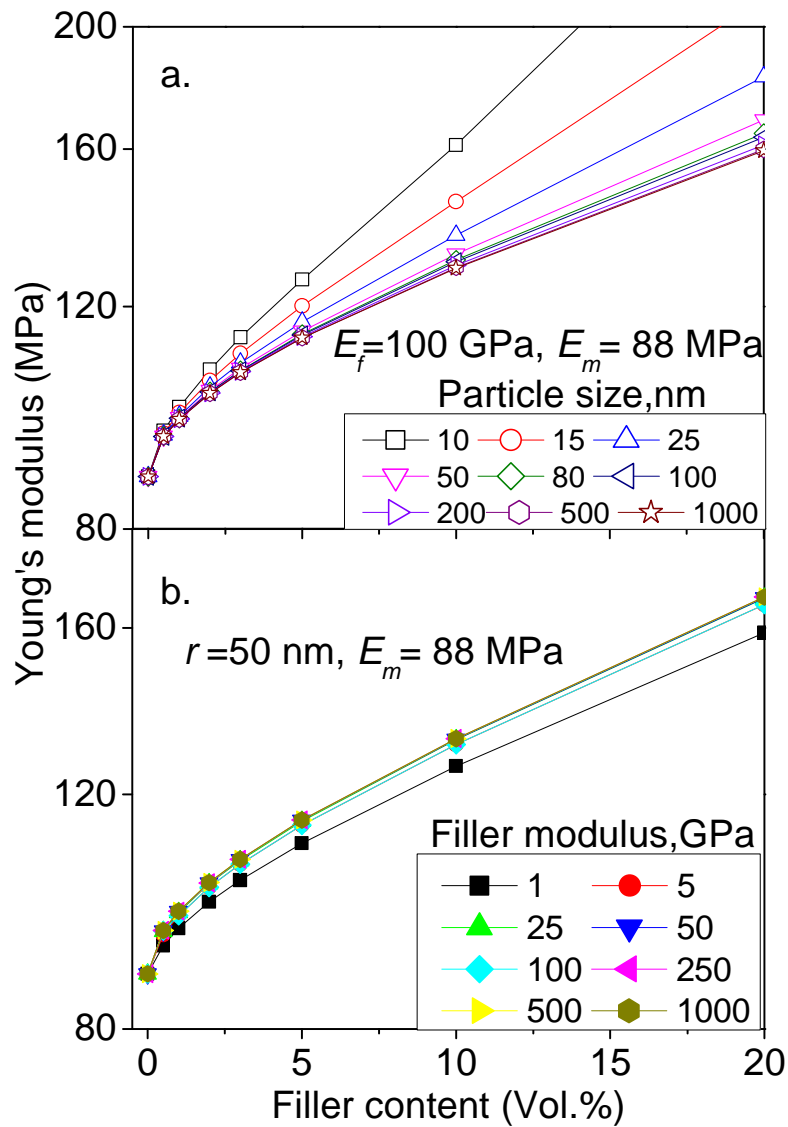 200
a.
160
120
E_f=100 GPa, E_m= 88 MPa
Particle size,nm
10 15 25
50 80 100
200 500 1000
80
Young's modulus (MPa)
b.
160
r =50 nm, E_m= 88 MPa
120
Filler modulus,GPa
1 5
25 50
100 250
500 1000
80
0 5 10 15 20
Filler content (Vol.%)